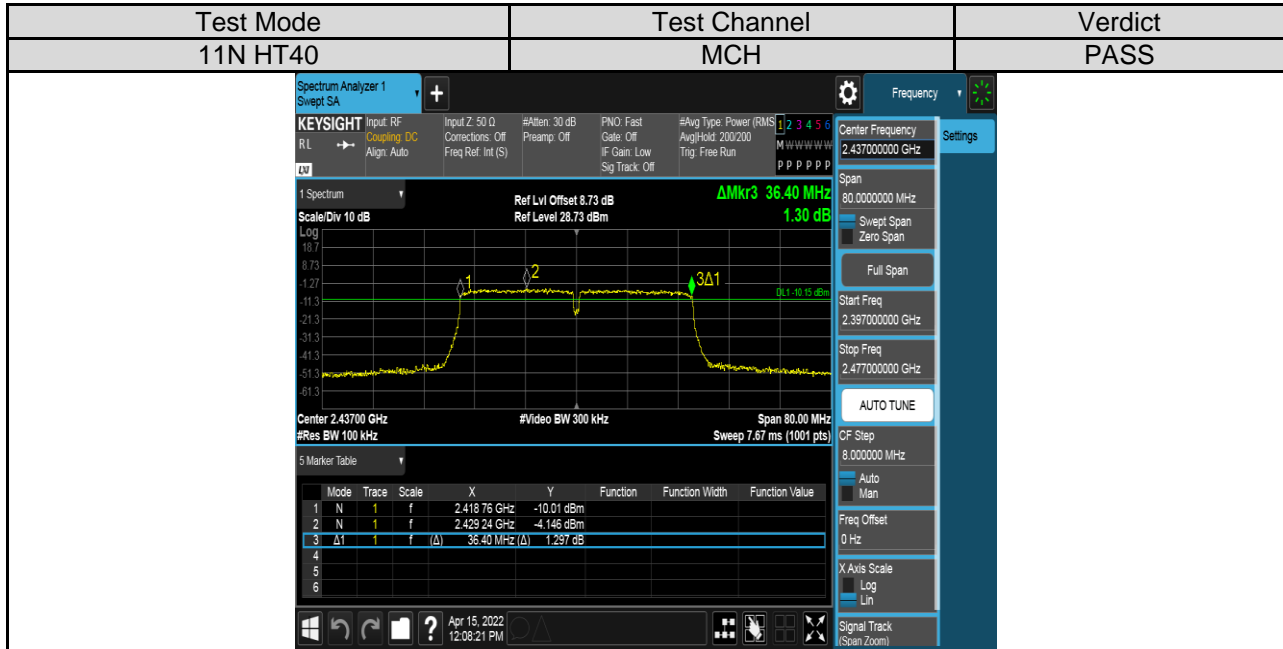 Test Mode Test Channel Verdict
11N HT40 MCH PASS
Spectrum Analyzer 1
Swept SA
+
Frequency
KEYSIGHT
RL
LXI
Input: RF
Coupling: DC
Align: Auto
Input Z: 50 Ω
Corrections: Off
Freq Ref: Int (S)
#Atten: 30 dB
Preamp: Off
PNO: Fast
Gate: Off
IF Gain: Low
Sig Track: Off
#Avg Type: Power (RMS
Avg|Hold: 200/200
Trig: Free Run
1 2 3 4 5 6
M W W W W W
P P P P P P
1 Spectrum
Scale/Div 10 dB
Ref Lvl Offset 8.73 dB
Ref Level 28.73 dBm
ΔMkr3 36.40 MHz
1.30 dB
Log
18.7
8.73
-1.27
-11.3
-21.3
-31.3
-41.3
-51.3
-61.3
1
2
3Δ1
DL1 -10.15 dBm
Center 2.43700 GHz #Video BW 300 kHz Span 80.00 MHz
#Res BW 100 kHz Sweep 7.67 ms (1001 pts)
5 Marker Table
Mode Trace Scale X Y Function Function Width Function Value
1 N 1 f 2.418 76 GHz -10.01 dBm
2 N 1 f 2.429 24 GHz -4.146 dBm
3 Δ1 1 f (Δ) 36.40 MHz (Δ) 1.297 dB
4
5
6
?
Apr 15, 2022
12:08:21 PM
Center Frequency
2.437000000 GHz
Settings
Span
80.0000000 MHz
Swept Span
Zero Span
Full Span
Start Freq
2.397000000 GHz
Stop Freq
2.477000000 GHz
AUTO TUNE
CF Step
8.000000 MHz
Auto
Man
Freq Offset
0 Hz
X Axis Scale
Log
Lin
Signal Track
(Span Zoom)